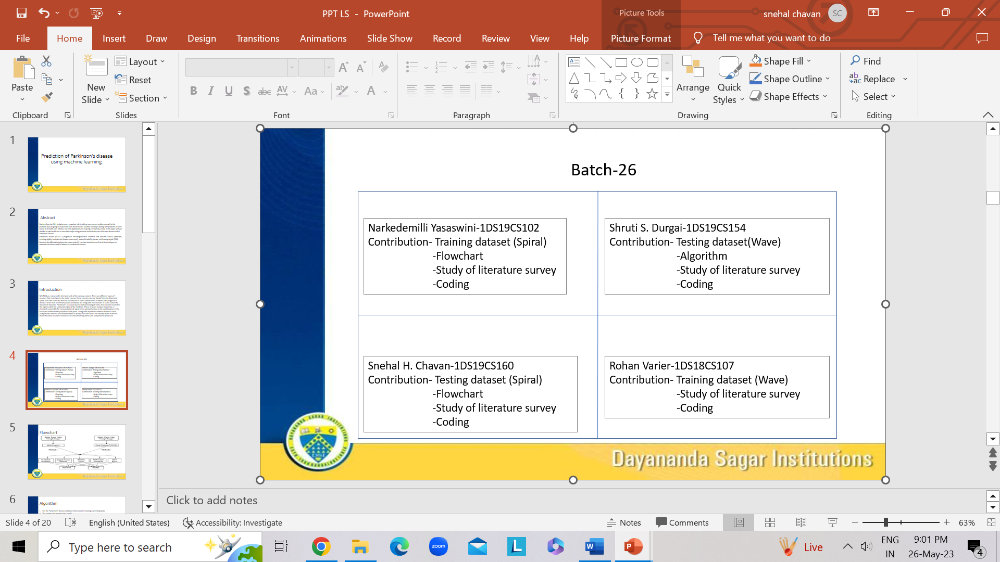 PPT LS - PowerPoint
Picture Tools
snehal chavan
SC
File
Home
Insert
Draw
Design
Transitions
Animations
Slide Show
Record
Review
View
Help
Picture Format
Tell me what you want to do
Paste
Clipboard
New
Slide
Layout
Reset
Section
Slides
Font
Paragraph
Arrange
Quick
Styles
Shape Fill
Shape Outline
Shape Effects
Drawing
Find
Replace
Select
Editing
1
Prediction of Parkinson's disease
using machine learning.
2
Abstract
3
Introduction
4
Batch-26
5
Flowchart
6
Algorithm
Batch-26
Narkedemilli Yasaswini-1DS19CS102
Contribution- Training dataset (Spiral)
-Flowchart
-Study of literature survey
-Coding
Shruti S. Durgai-1DS19CS154
Contribution- Testing dataset(Wave)
-Algorithm
-Study of literature survey
-Coding
Snehal H. Chavan-1DS19CS160
Contribution- Testing dataset (Spiral)
-Flowchart
-Study of literature survey
-Coding
Rohan Varier-1DS18CS107
Contribution- Training dataset (Wave)
-Study of literature survey
-Coding
DSI
Dayananda Sagar Institutions
Click to add notes
Slide 4 of 20
English (United States)
Accessibility: Investigate
Notes
Comments
63%
Type here to search
zoom
Live
ENG
IN
9:01 PM
26-May-23
4